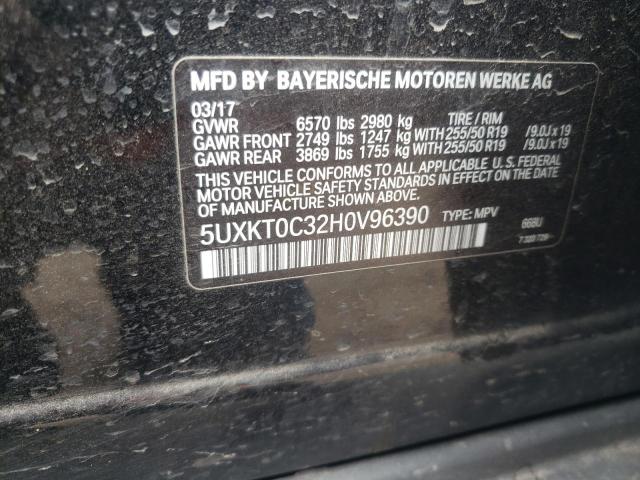 MFD BY BAYERISCHE MOTOREN WERKE AG
03/17 TIRE / RIM
GVWR 6570 lbs 2980 kg
GAWR FRONT 2749 lbs 1247 kg WITH 255/50 R19 /9.0J x 19
GAWR REAR 3869 lbs 1755 kg WITH 255/50 R19 /9.0J x 19
THIS VEHICLE CONFORMS TO ALL APPLICABLE U. S. FEDERAL
MOTOR VEHICLE SAFETY STANDARDS IN EFFECT ON THE DATE
OF MANUFACTURE SHOWN ABOVE.
5UXKT0C32H0V96390 TYPE: MPV 668U